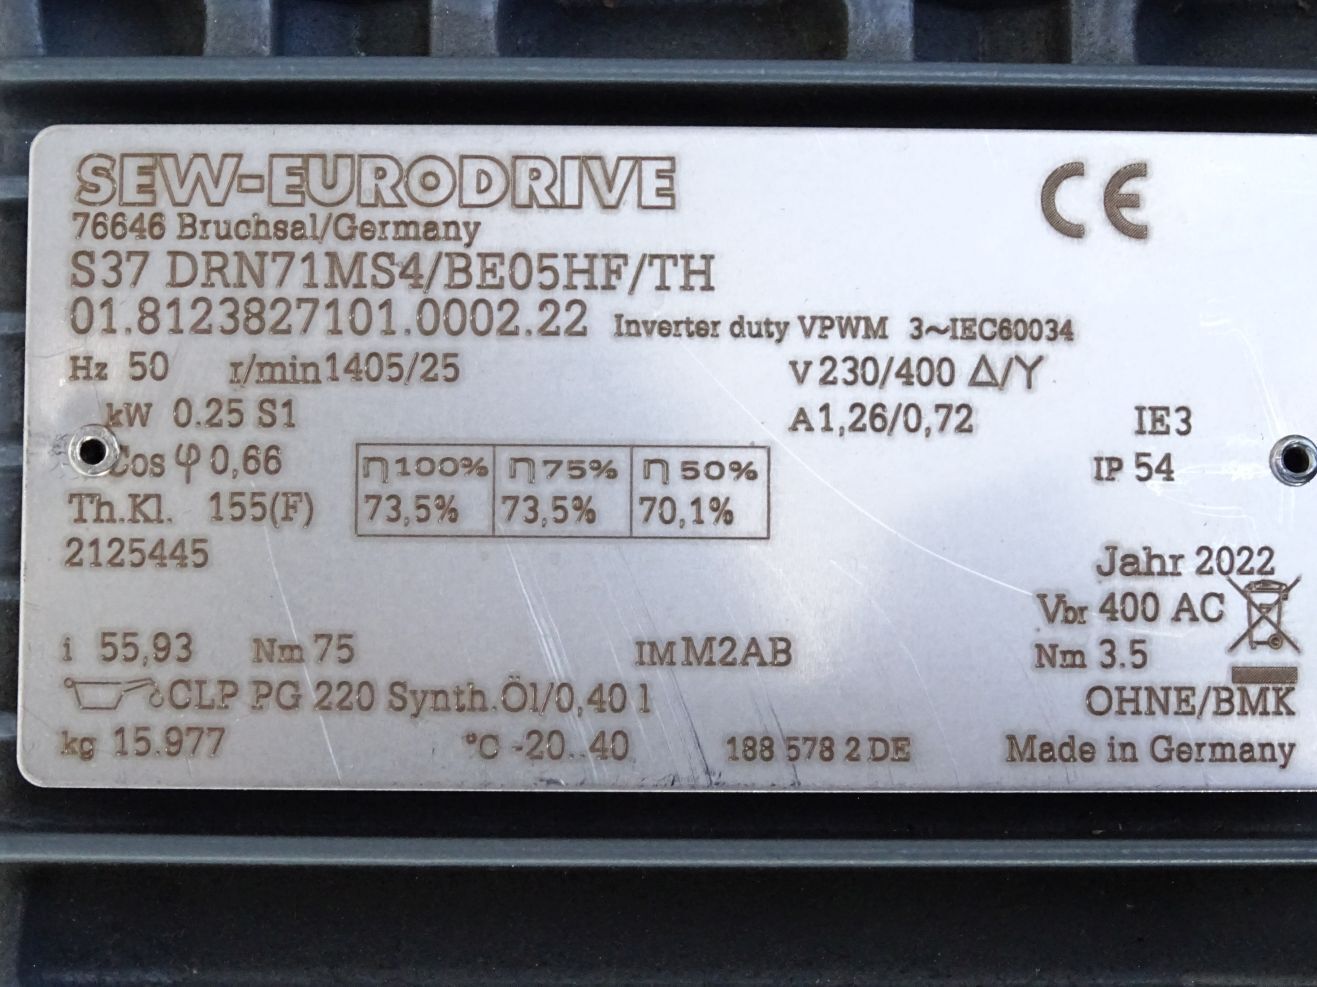 SEW-EURODRIVE
CE
76646 Bruchsal/Germany
S37 DRN71MS4/BE05HF/TH
01.8123827101.0002.22 Inverter duty VPWM 3~IEC60034
Hz 50 r/min 1405/25 V 230/400 Δ/Y
kW 0.25 S1 A 1,26/0,72 IE3
Cos φ 0,66 η 100% η 75% η 50% IP 54
Th.Kl. 155(F) 73,5% 73,5% 70,1%
2125445 Jahr 2022
Vbr 400 AC
i 55,93 Nm 75 IM M2AB Nm 3.5
CLP PG 220 Synth.Öl/0,40 l OHNE/BMK
kg 15.977 °C -20..40 188 578 2 DE Made in Germany